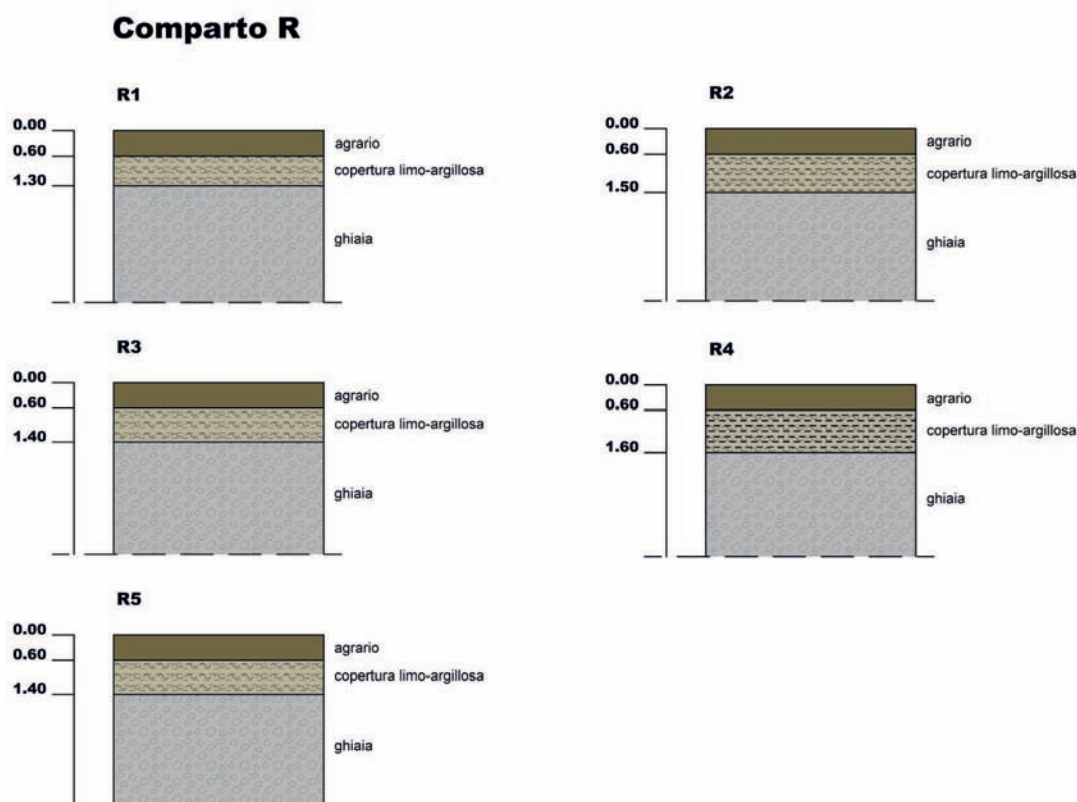 Comparto R
R1
0.00
0.60
1.30
agrario
copertura limo-argillosa
ghiaia
R2
0.00
0.60
1.50
agrario
copertura limo-argillosa
ghiaia
R3
0.00
0.60
1.40
agrario
copertura limo-argillosa
ghiaia
R4
0.00
0.60
1.60
agrario
copertura limo-argillosa
ghiaia
R5
0.00
0.60
1.40
agrario
copertura limo-argillosa
ghiaia